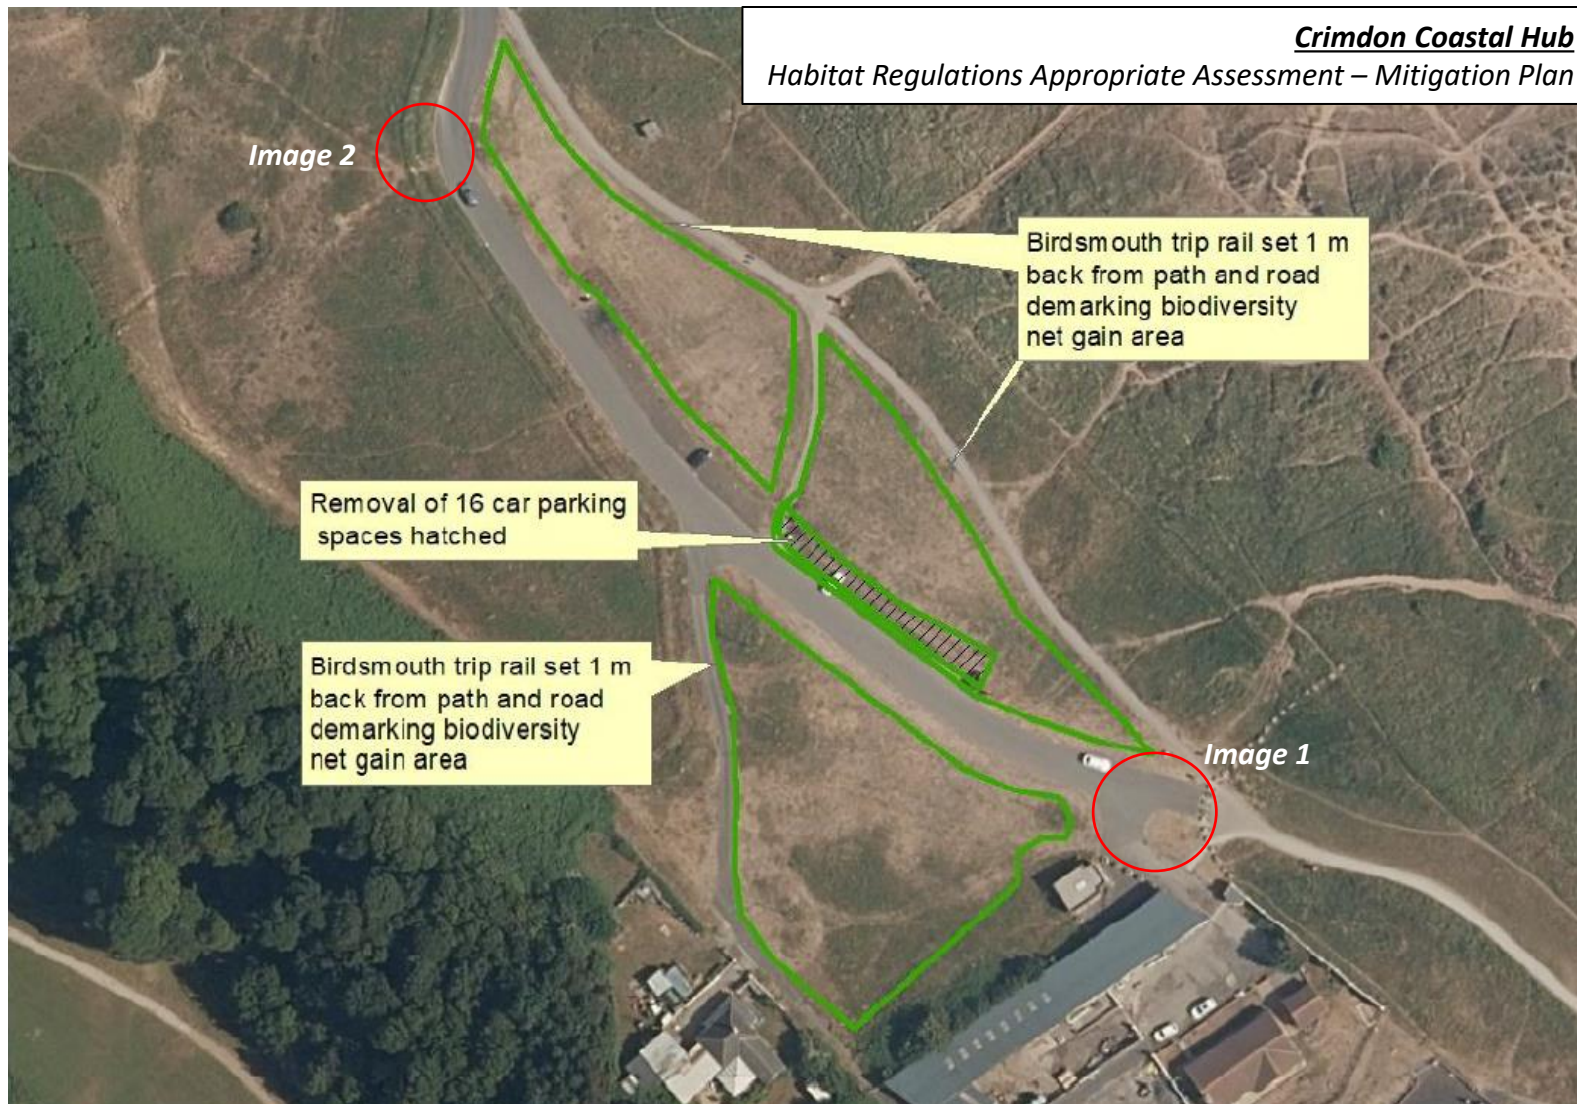 Crimdon Coastal Hub
Habitat Regulations Appropriate Assessment – Mitigation Plan
Image 2
Birdsmouth trip rail set 1 m
back from path and road
demarking biodiversity
net gain area
Removal of 16 car parking
spaces hatched
Birdsmouth trip rail set 1 m
back from path and road
demarking biodiversity
net gain area
Image 1